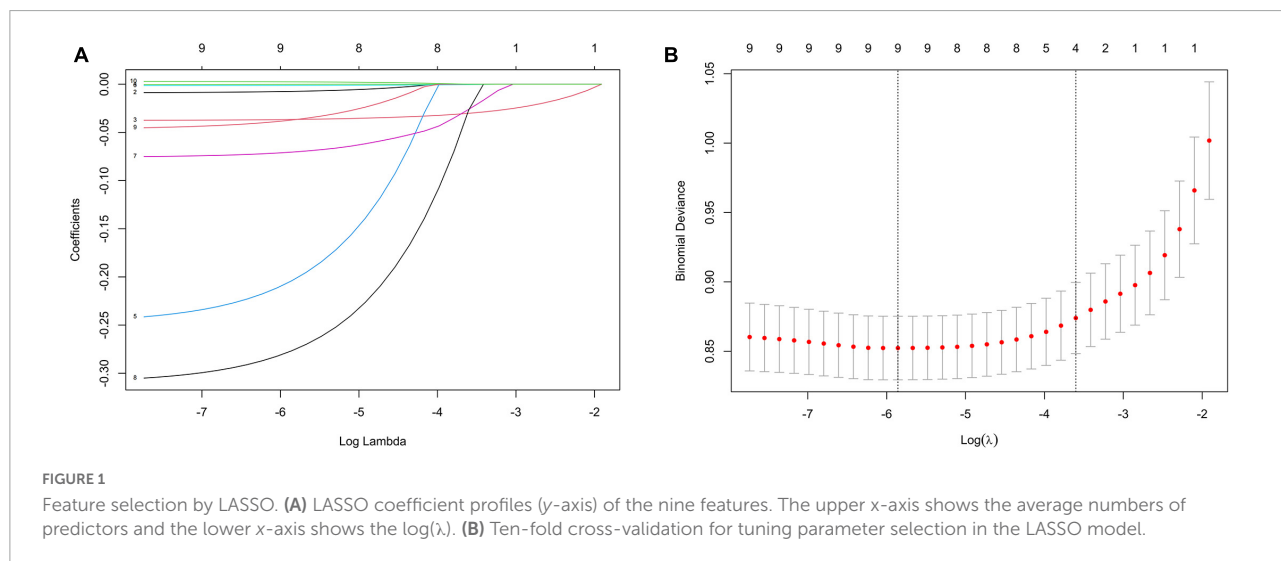 A
9 9 8 8 1 1
0.00
-0.05
-0.10
-0.15
-0.20
-0.25
-0.30
Coefficients
10
6
2
3
9
7
5
8
-7 -6 -5 -4 -3 -2
Log Lambda
B
9 9 9 9 9 9 9 8 8 8 5 4 2 1 1 1
1.05
1.00
0.95
0.90
0.85
Binomial Deviance
-7 -6 -5 -4 -3 -2
Log(λ)
FIGURE 1
Feature selection by LASSO. (A) LASSO coefficient profiles (y-axis) of the nine features. The upper x-axis shows the average numbers of
predictors and the lower x-axis shows the log(λ). (B) Ten-fold cross-validation for tuning parameter selection in the LASSO model.